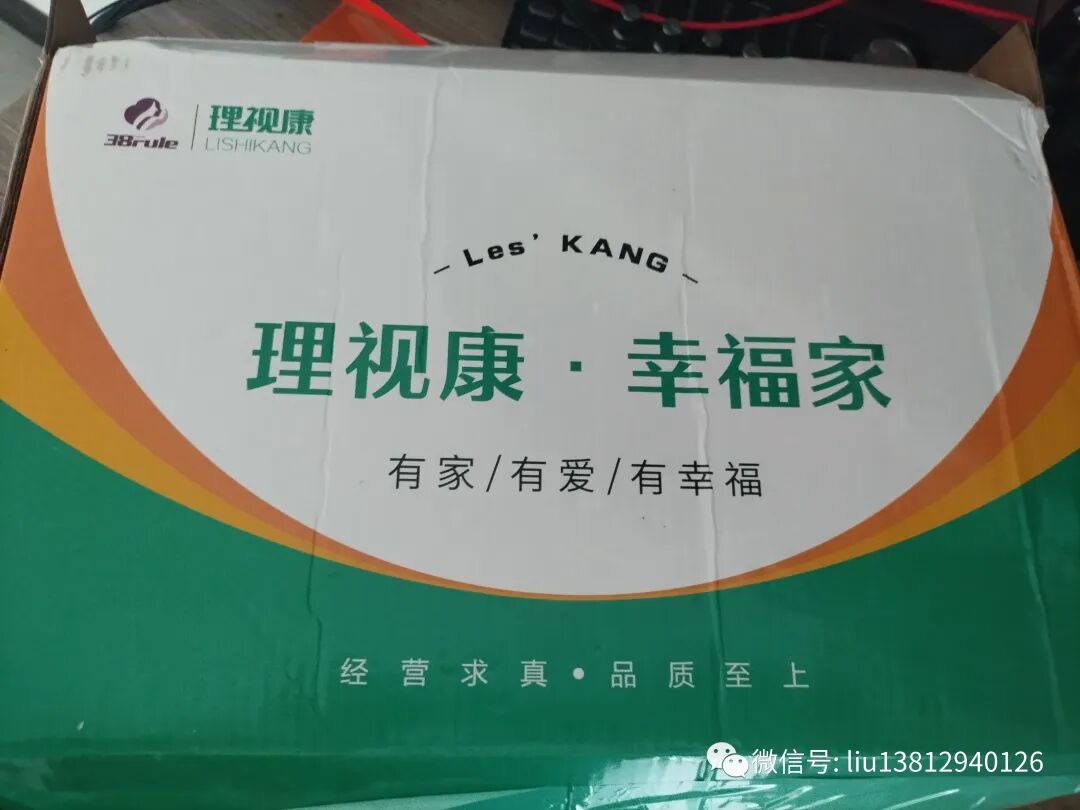 38rule
理视康
LISHIKANG
Les' KANG
理视康·幸福家
有家/有爱/有幸福
经营求真·品质至上
微信号: liu13812940126